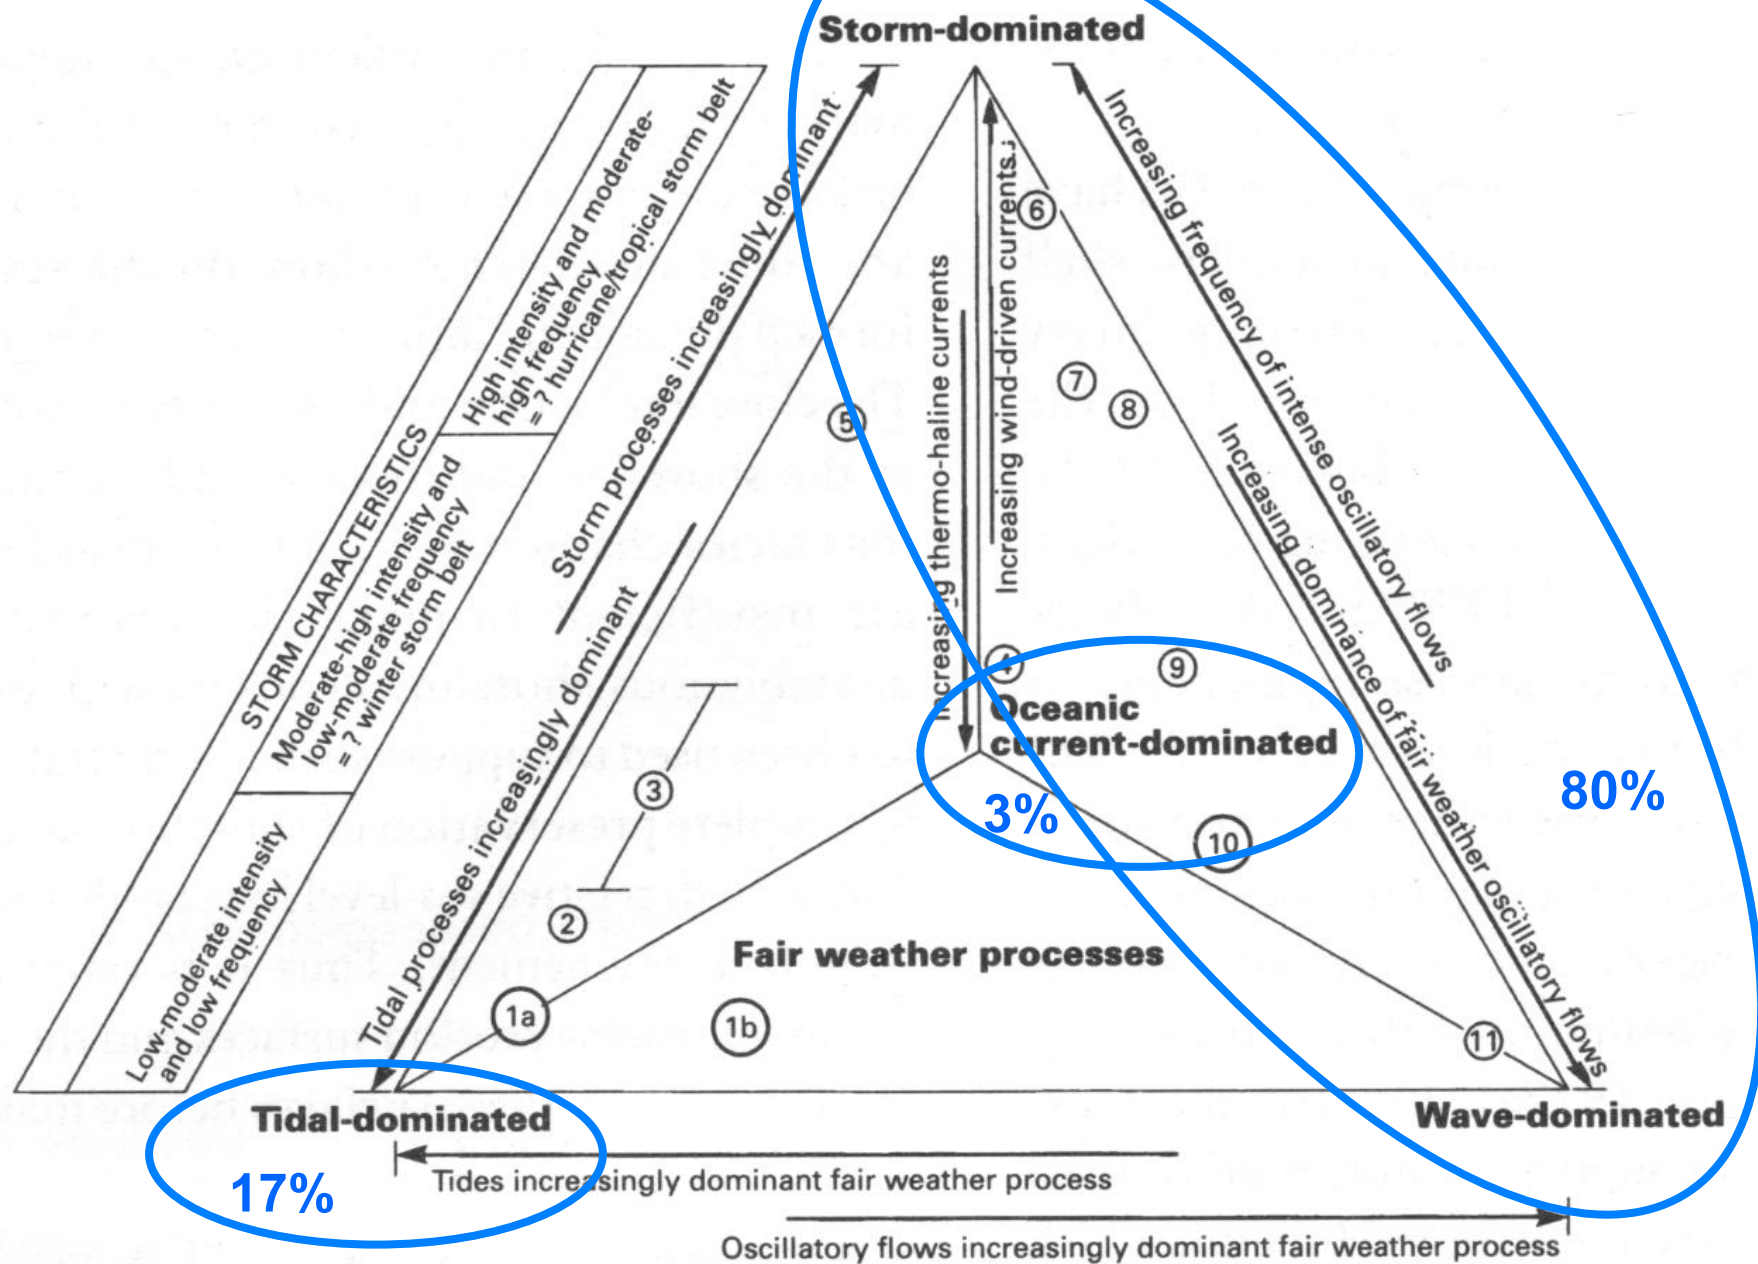 Storm-dominated
STORM CHARACTERISTICS
High intensity and moderate-
high frequency
= ? hurricane/tropical storm belt
Moderate-high intensity and
low-moderate frequency
= ? winter storm belt
Low-moderate intensity
and low frequency
Storm processes increasingly dominant
Tidal processes increasingly dominant
Increasing thermo-haline currents
Increasing wind-driven currents
Increasing frequency of intense oscillatory flows
Increasing dominance of fair weather oscillatory flows
6
7
8
5
4
9
Oceanic
current-dominated
3%
80%
3
10
2
Fair weather processes
1a
1b
11
Tidal-dominated
Wave-dominated
17%
Tides increasingly dominant fair weather process
Oscillatory flows increasingly dominant fair weather process